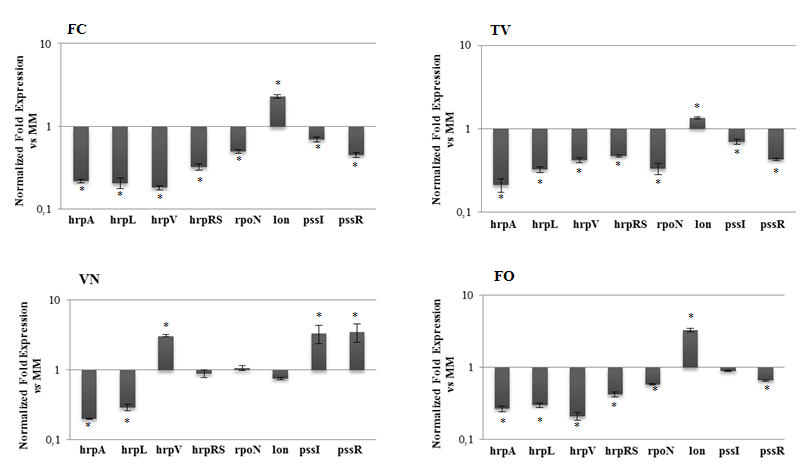 FC
Normalized Fold Expression
vs MM
10
1
0,1
*
*
*
*
*
*
*
*
hrpA hrpL hrpV hrpRS rpoN lon pssI pssR
TV
Normalized Fold Expression
vs MM
10
1
0,1
*
*
*
*
*
*
*
*
hrpA hrpL hrpV hrpRS rpoN lon pssI pssR
VN
Normalized Fold Expression
vs MM
10
1
0,1
*
*
*
*
*
hrpA hrpL hrpV hrpRS rpoN lon pssI pssR
FO
Normalized Fold Expression
vs MM
10
1
0,1
*
*
*
*
*
*
*
hrpA hrpL hrpV hrpRS rpoN lon pssI pssR